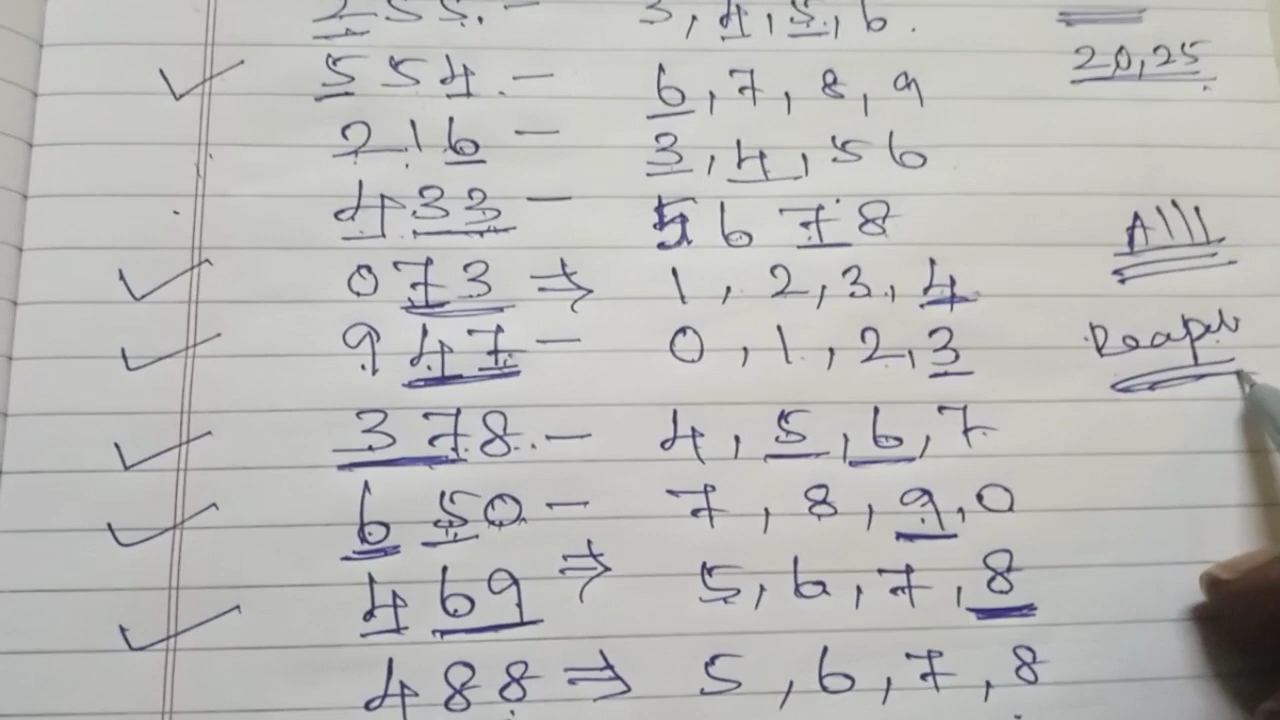 255. - 3, 4, 5, 6.
20,25
✓ 554. - 6, 7, 8, 9
216 - 3, 4, 5 6
433 - 5 6 7 8
A111
✓ 073 ⇒ 1, 2, 3, 4
✓ 947 - 0, 1, 2, 3
✓ 378. - 4, 5, 6, 7
✓ 650 - 7, 8, 9, 0
469 ⇒ 5, 6, 7, 8
✓
488 ⇒ 5, 6, 7, 8